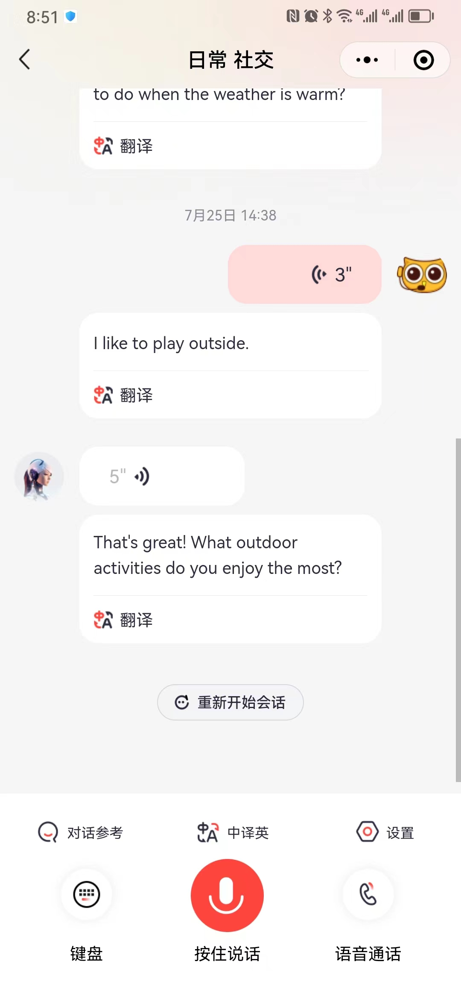 8:51
4G
4G
日常 社交
to do when the weather is warm?
翻译
7月25日 14:38
3"
I like to play outside.
翻译
5"
That's great! What outdoor
activities do you enjoy the most?
翻译
重新开始会话
对话参考
中译英
设置
键盘
按住说话
语音通话